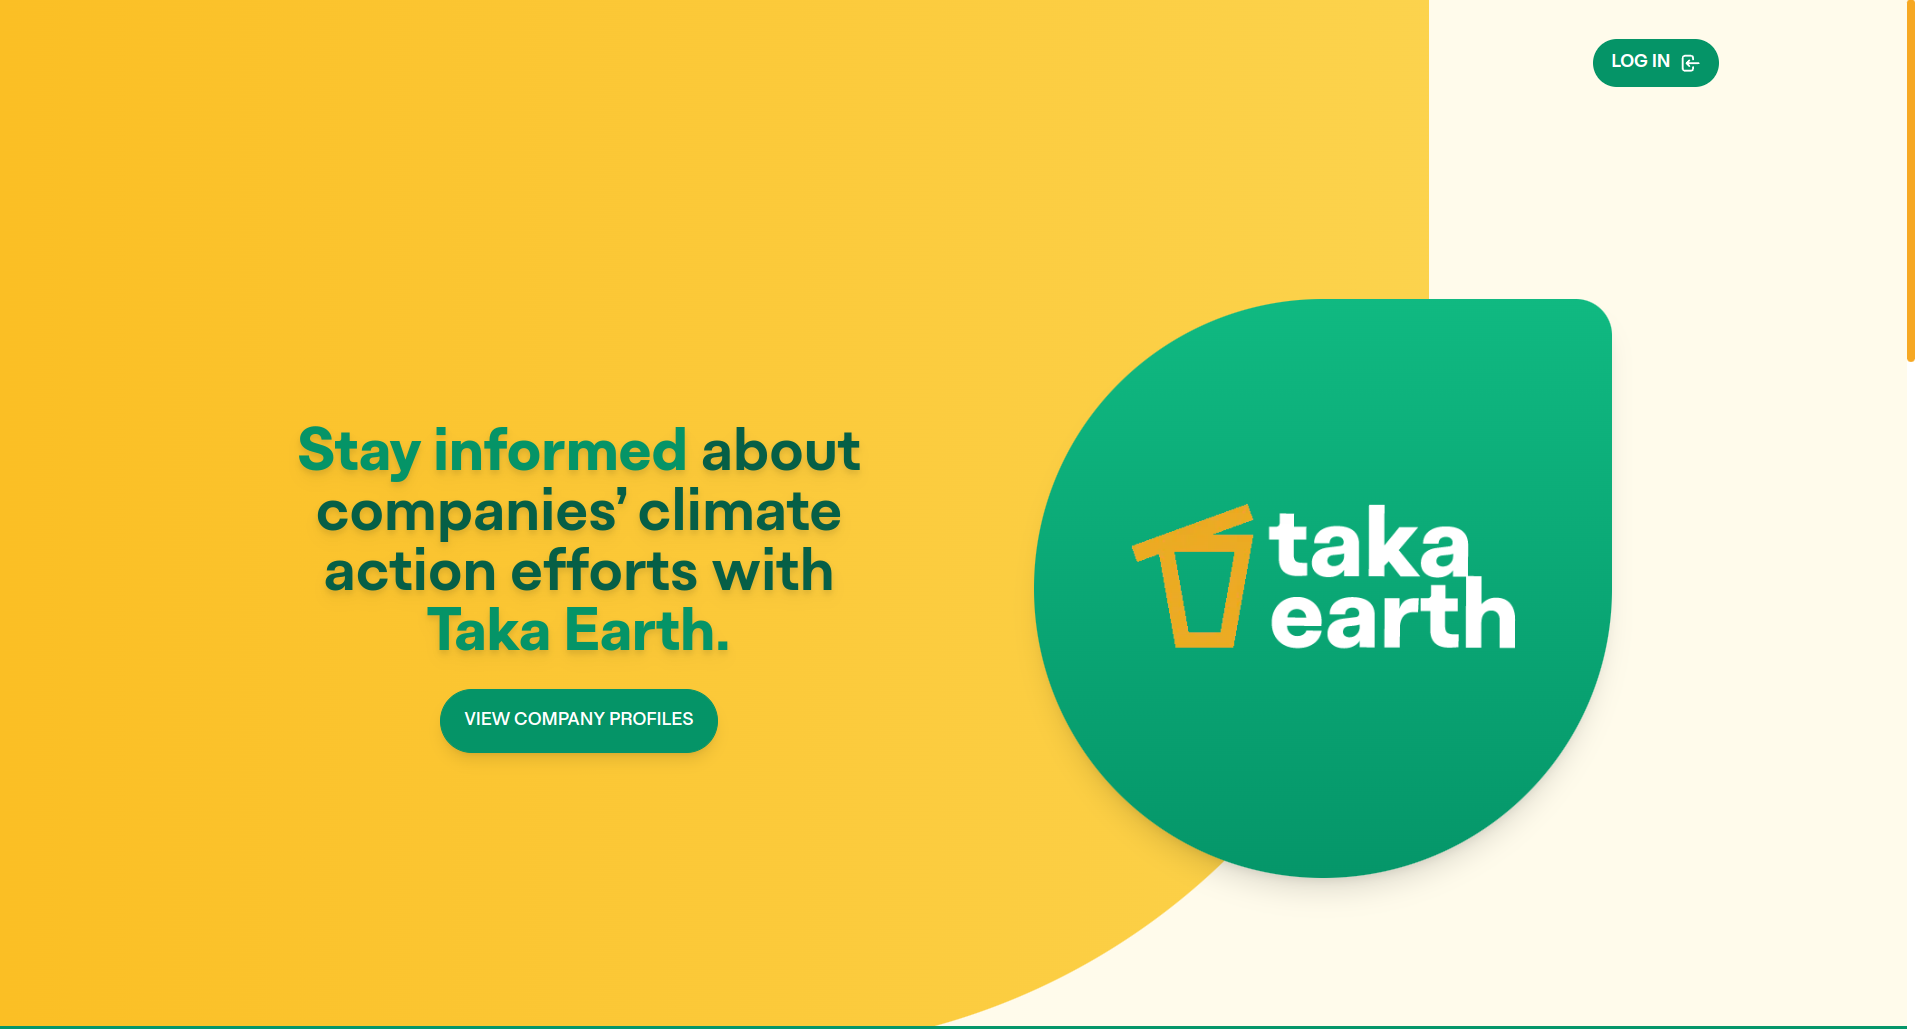 LOG IN
Stay informed about
companies’ climate
action efforts with
Taka Earth.
VIEW COMPANY PROFILES
taka
earth